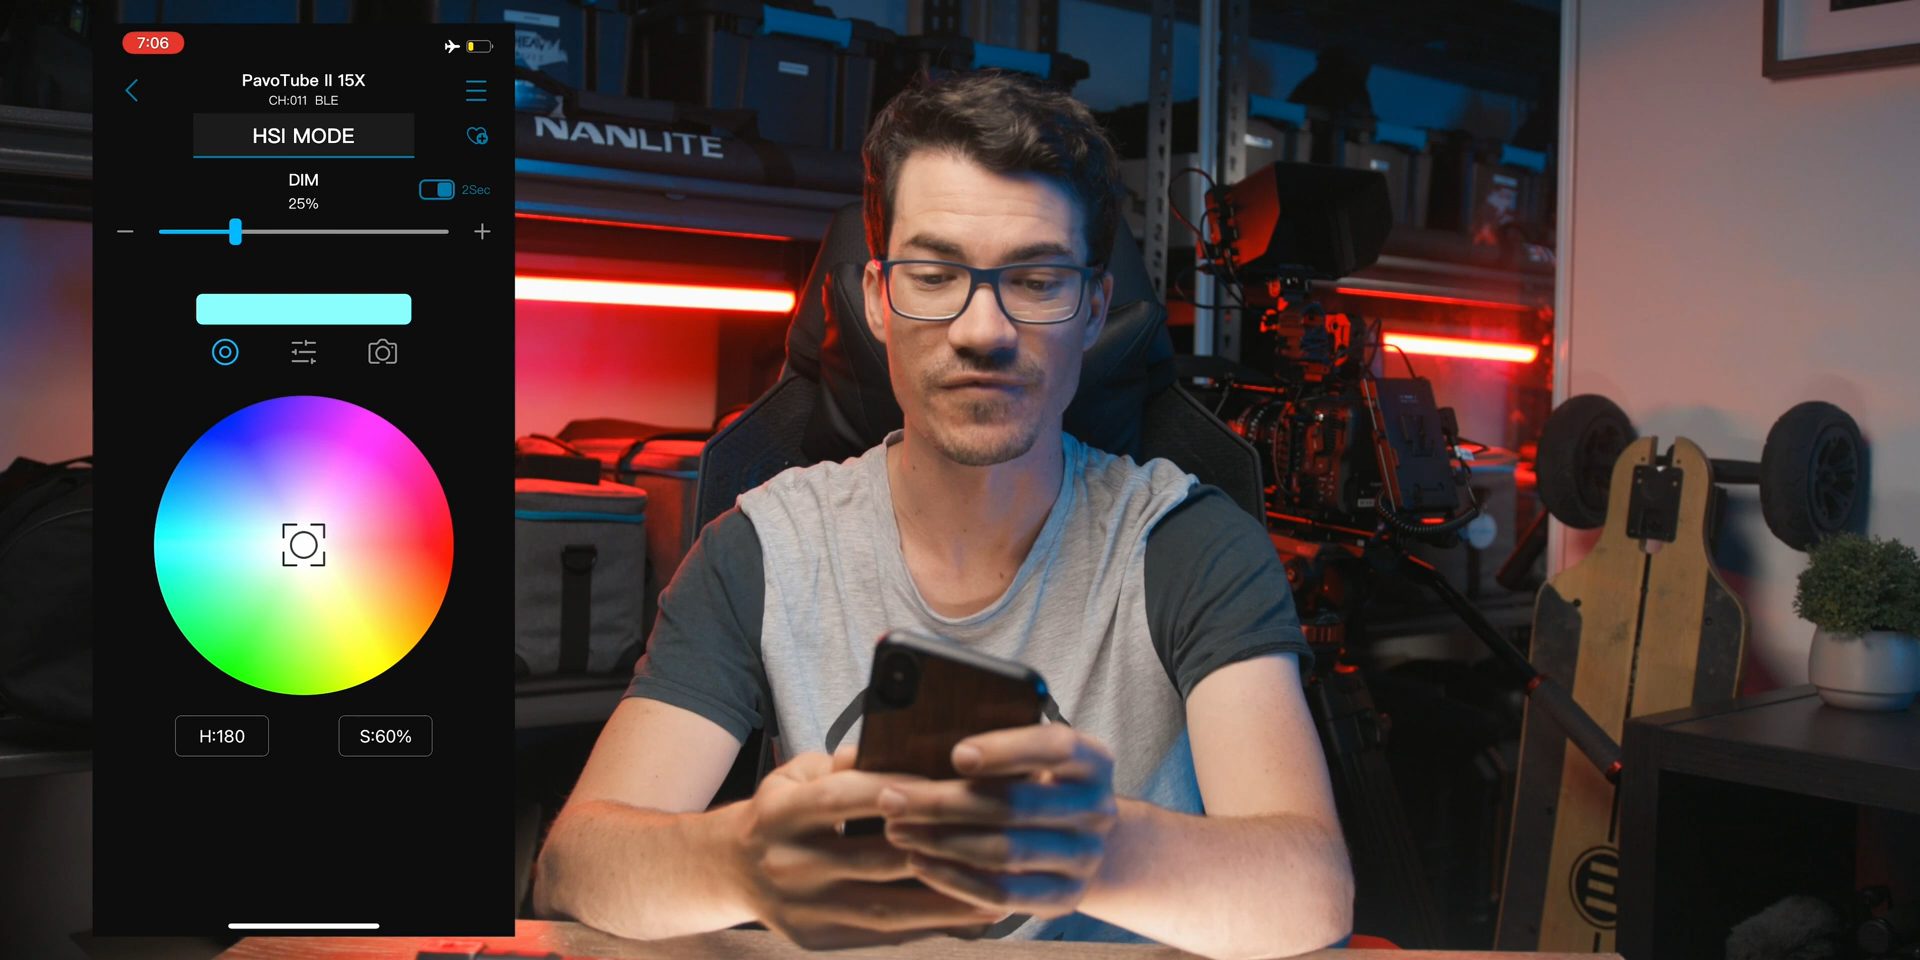 7:06
PavoTube II 15X
CH:011 BLE
HSI MODE
DIM
2Sec
25%
H:180
S:60%
NANLITE